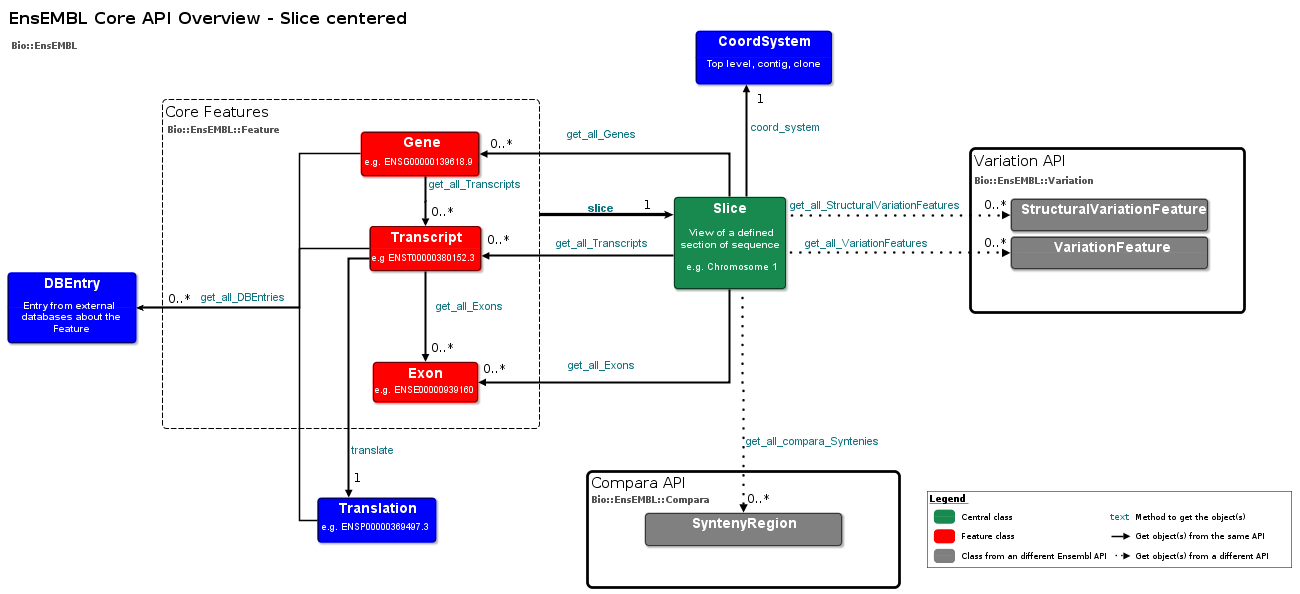 EnsEMBL Core API Overview - Slice centered
Bio::EnsEMBL
CoordSystem
Top level, contig, clone
1
coord_system
Core Features
Bio::EnsEMBL::Feature
Gene
e.g. ENSG00000139618.9
0..*
get_all_Genes
get_all_Transcripts
0..*
Transcript
e.g ENST00000380152.3
0..*
slice
1
get_all_Transcripts
Slice
View of a defined
section of sequence
e.g. Chromosome 1
get_all_StructuralVariationFeatures
0..*
get_all_VariationFeatures
0..*
Variation API
Bio::EnsEMBL::Variation
StructuralVariationFeature
VariationFeature
DBEntry
Entry from external
databases about the
Feature
0..*
get_all_DBEntries
get_all_Exons
0..*
Exon
e.g. ENSE00000939160
0..*
get_all_Exons
translate
1
Translation
e.g. ENSP00000369497.3
get_all_compara_Syntenies
Compara API
Bio::EnsEMBL::Compara
0..*
SyntenyRegion
Legend
Central class
Feature class
Class from an different Ensembl API
text Method to get the object(s)
Get object(s) from the same API
Get object(s) from a different API